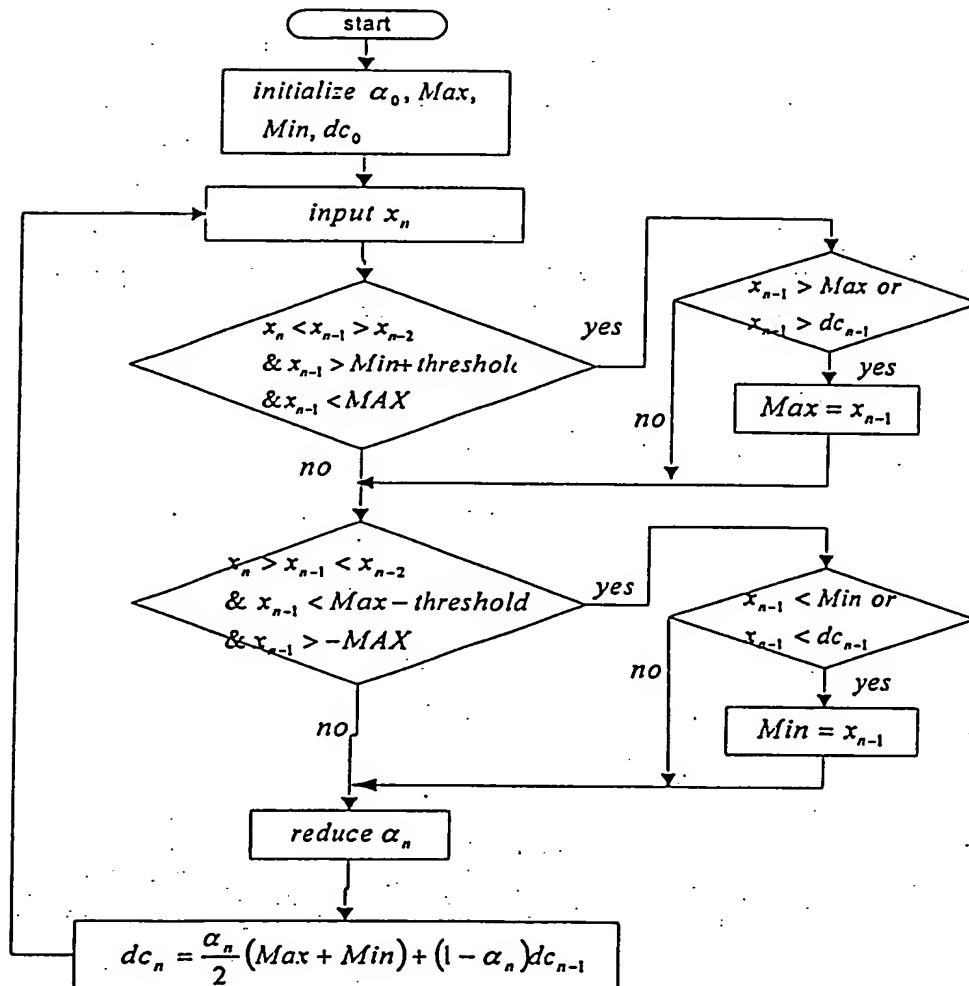 start
initialize α₀, Max,
Min, dc₀
input xₙ
xₙ < xₙ₋₁ > xₙ₋₂
& xₙ₋₁ > Min + threshold
& xₙ₋₁ < MAX
yes
no
xₙ₋₁ > Max or
xₙ₋₁ > dcₙ₋₁
yes
no
Max = xₙ₋₁
xₙ > xₙ₋₁ < xₙ₋₂
& xₙ₋₁ < Max − threshold
& xₙ₋₁ > −MAX
yes
no
xₙ₋₁ < Min or
xₙ₋₁ < dcₙ₋₁
yes
no
Min = xₙ₋₁
reduce αₙ
dcₙ = αₙ/2 (Max + Min) + (1 − αₙ)dcₙ₋₁